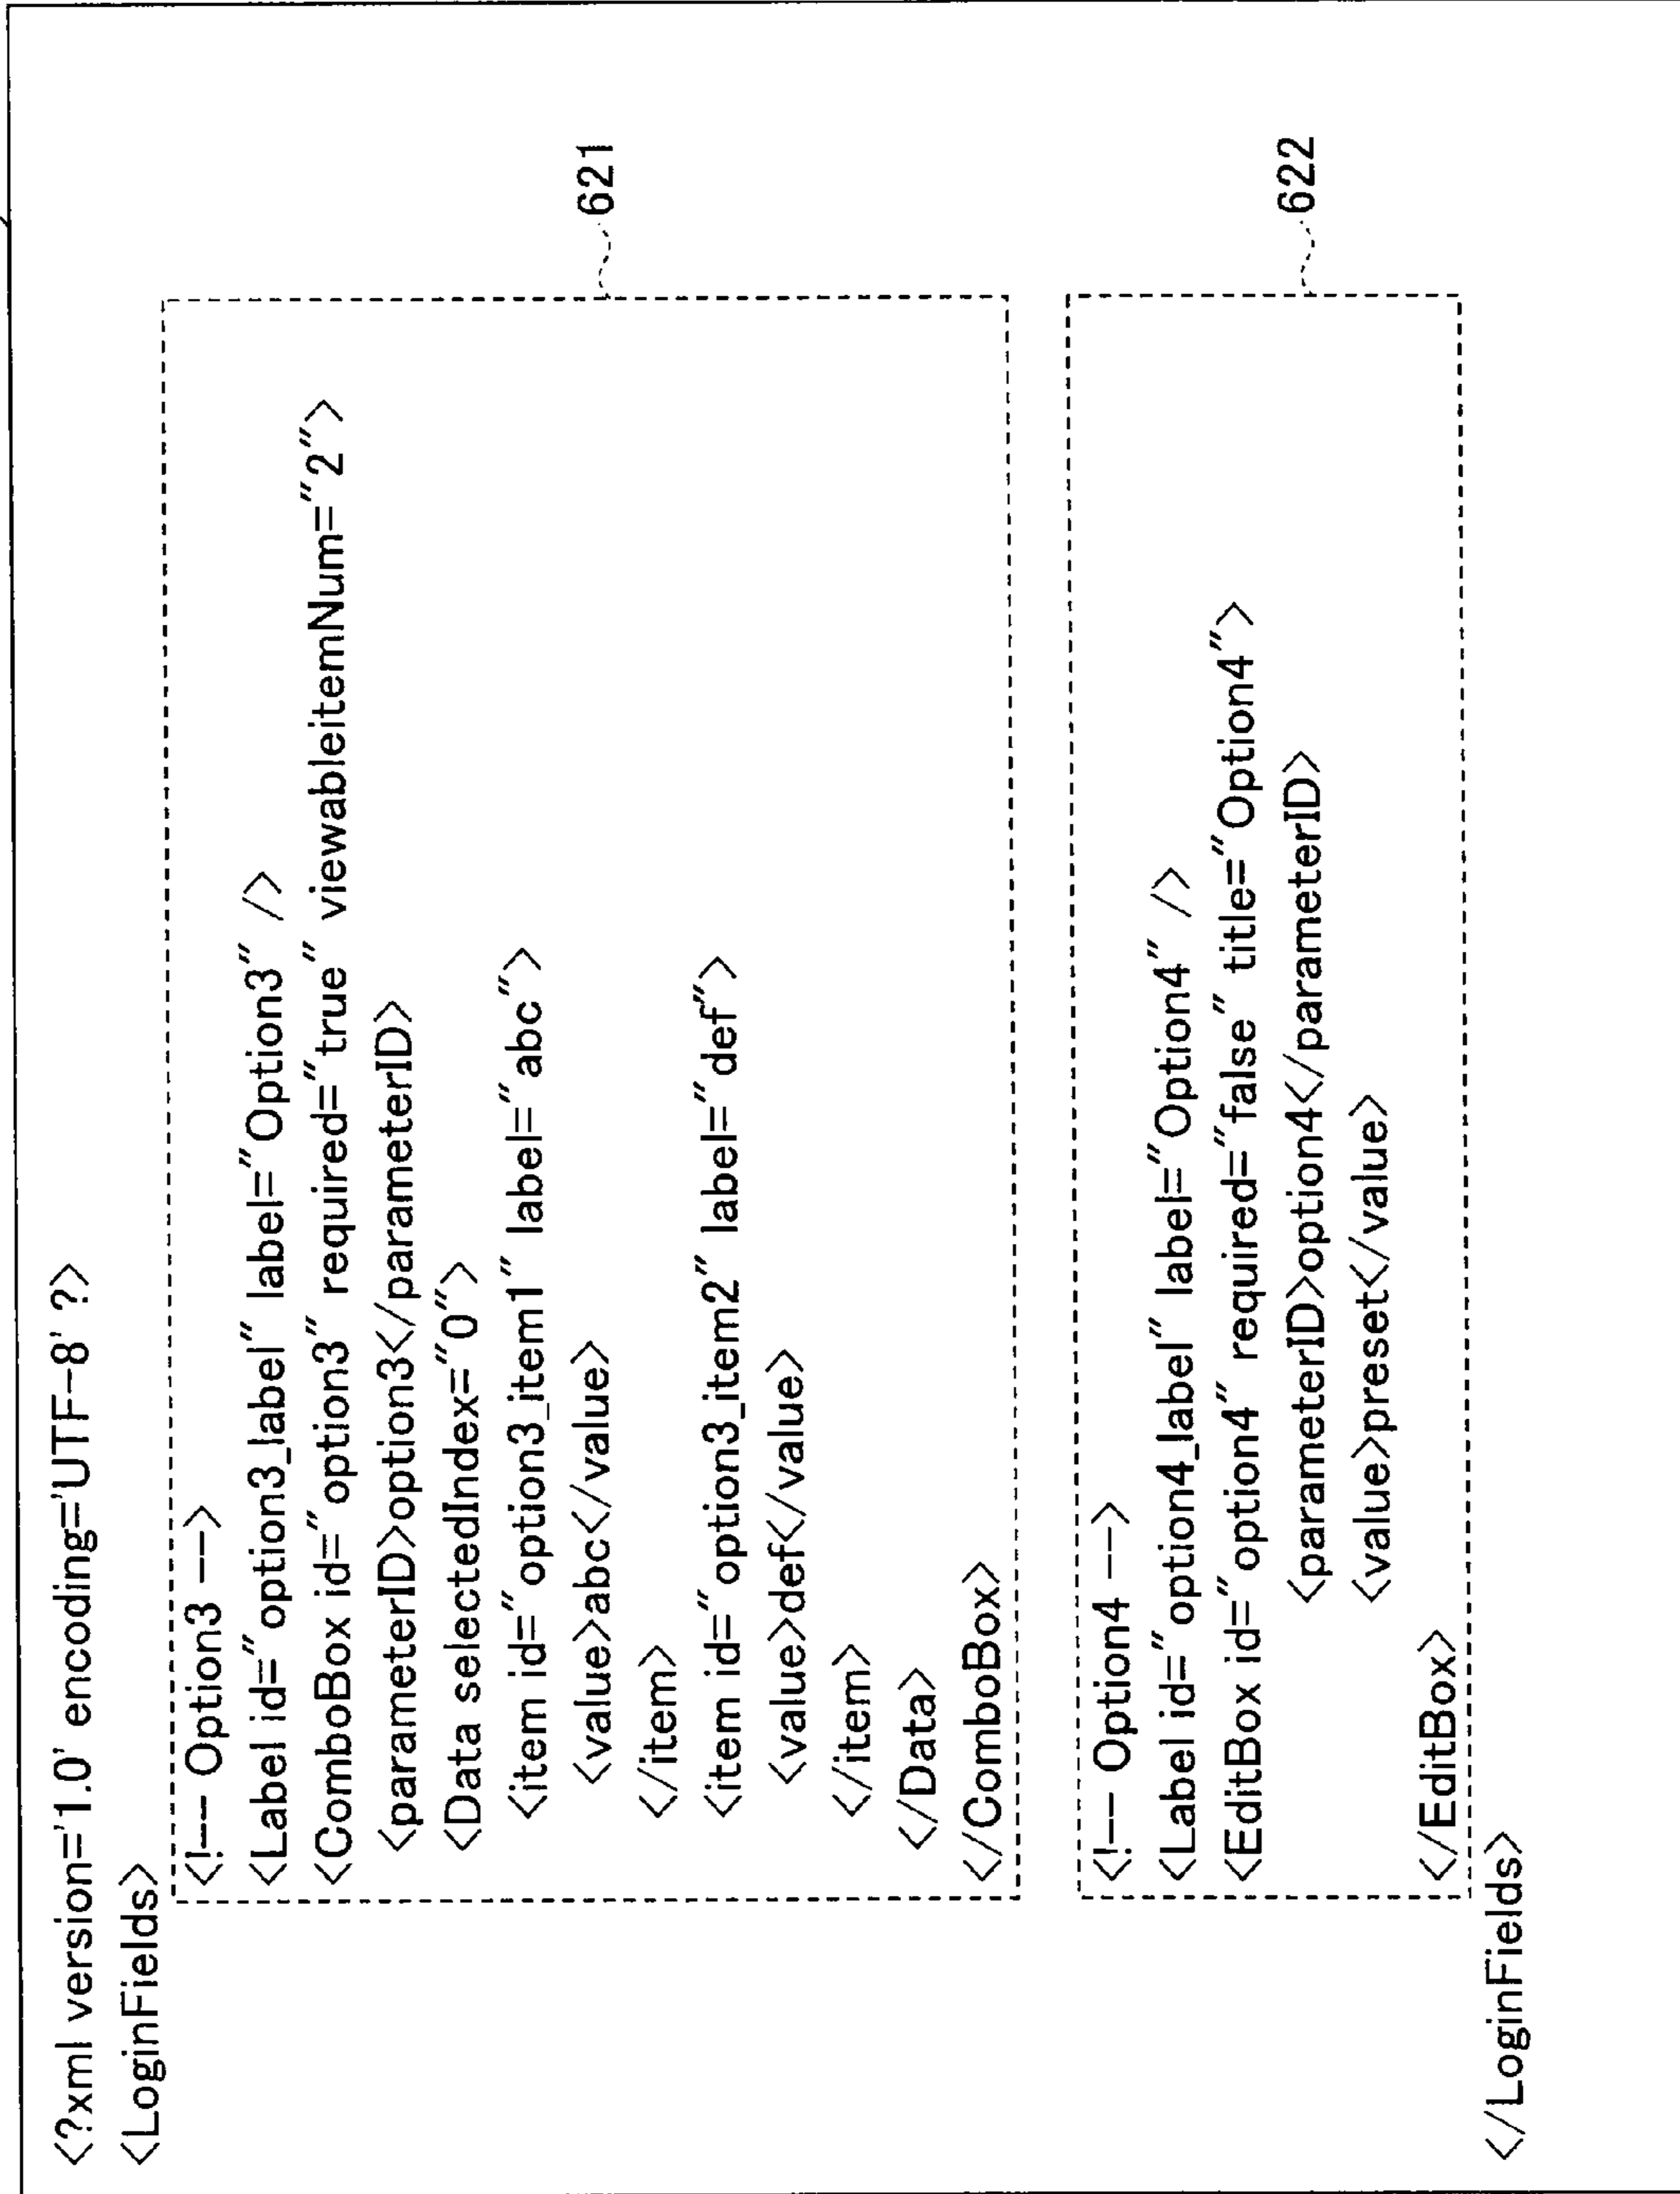 <?xml version='1.0' encoding='UTF-8' ?>
<LoginFields>
<!-- Option3 -->
<Label id="option3_label" label="Option3" />
<ComboBox id="option3" required="true" viewableitemNum="2">
<parameterID>option3</parameterID>
<Data selectedIndex="0">
<item id="option3_item1" label="abc">
<value>abc</value>
</item>
<item id="option3_item2" label="def">
<value>def</value>
</item>
</Data>
</ComboBox>
621
<!-- Option4 -->
<Label id="option4_label" label="Option4" />
<EditBox id="option4" required="false" title="Option4">
<parameterID>option4</parameterID>
<value>preset</value>
</EditBox>
622
</LoginFields>